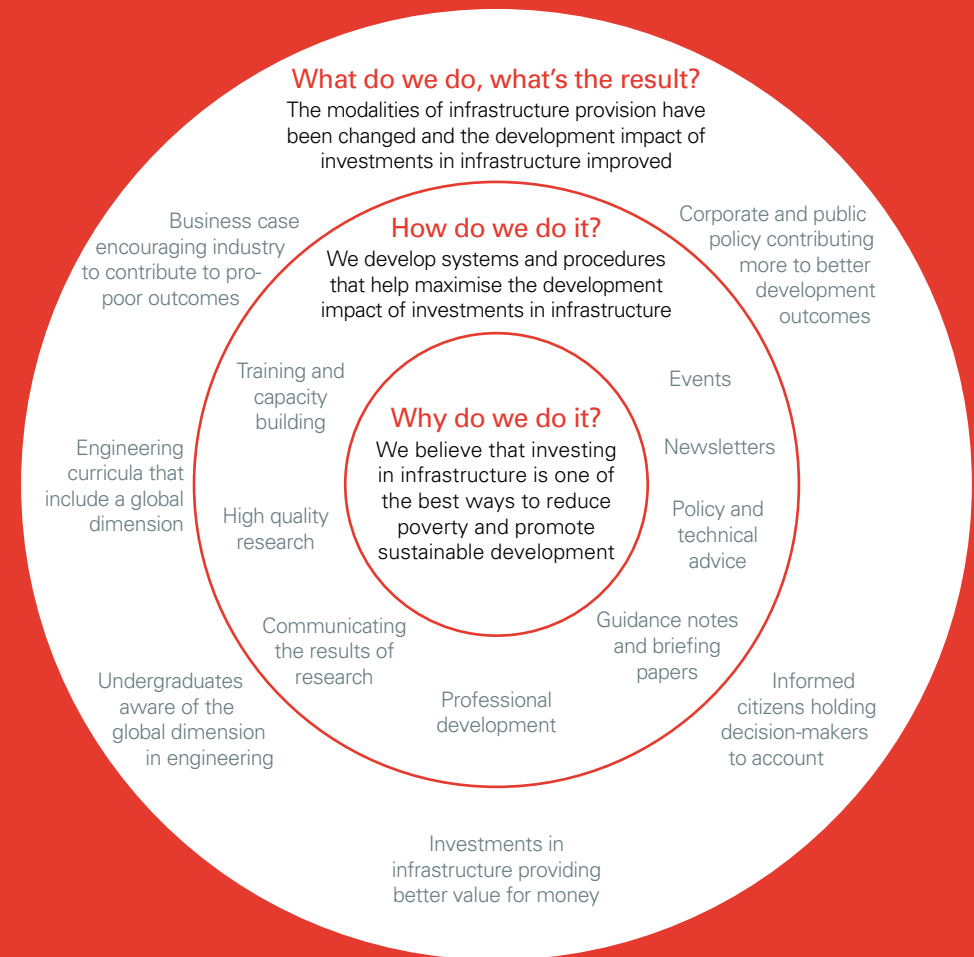 What do we do, what's the result?
The modalities of infrastructure provision have
been changed and the development impact of
investments in infrastructure improved
Business case
encouraging industry
to contribute to pro-
poor outcomes
Corporate and public
policy contributing
more to better
development
outcomes
Engineering
curricula that
include a global
dimension
Undergraduates
aware of the
global dimension
in engineering
Informed
citizens holding
decision-makers
to account
Investments in
infrastructure providing
better value for money
How do we do it?
We develop systems and procedures
that help maximise the development
impact of investments in infrastructure
Training and
capacity
building
Events
Newsletters
High quality
research
Policy and
technical
advice
Communicating
the results of
research
Guidance notes
and briefing
papers
Professional
development
Why do we do it?
We believe that investing
in infrastructure is one of
the best ways to reduce
poverty and promote
sustainable development